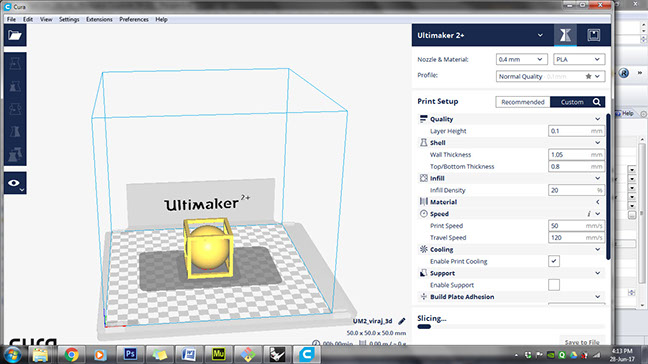 Cura
File Edit View Settings Extensions Preferences Help
Ultimaker 2+
Nozzle & Material: 0.4 mm PLA
Profile: Normal Quality 0.1mm
Print Setup Recommended Custom
Quality
Layer Height 0.1 mm
Shell
Wall Thickness 1.05 mm
Top/Bottom Thickness 0.8 mm
Infill
Infill Density 20 %
Material
Speed
Print Speed 50 mm/s
Travel Speed 120 mm/s
Cooling
Enable Print Cooling
Support
Enable Support
Build Plate Adhesion
Ultimaker 2+
UM2_viraj_3d
50.0 x 50.0 x 50.0 mm
00h 00min
0.00 m / ~ 0 g
Slicing...
Save to File
cura
Help
Ps
W
Mu
C
4:13 PM
28-Jun-17